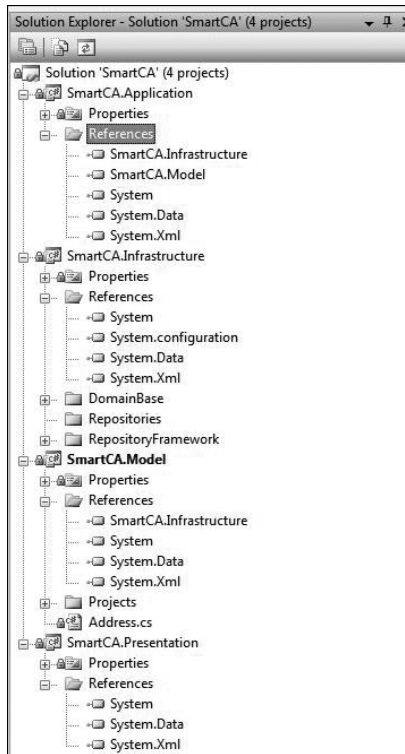 Solution Explorer - Solution 'SmartCA' (4 projects)
Solution 'SmartCA' (4 projects)
SmartCA.Application
Properties
References
SmartCA.Infrastructure
SmartCA.Model
System
System.Data
System.Xml
SmartCA.Infrastructure
Properties
References
System
System.configuration
System.Data
System.Xml
DomainBase
Repositories
RepositoryFramework
SmartCA.Model
Properties
References
SmartCA.Infrastructure
System
System.Data
System.Xml
Projects
Address.cs
SmartCA.Presentation
Properties
References
System
System.Data
System.Xml